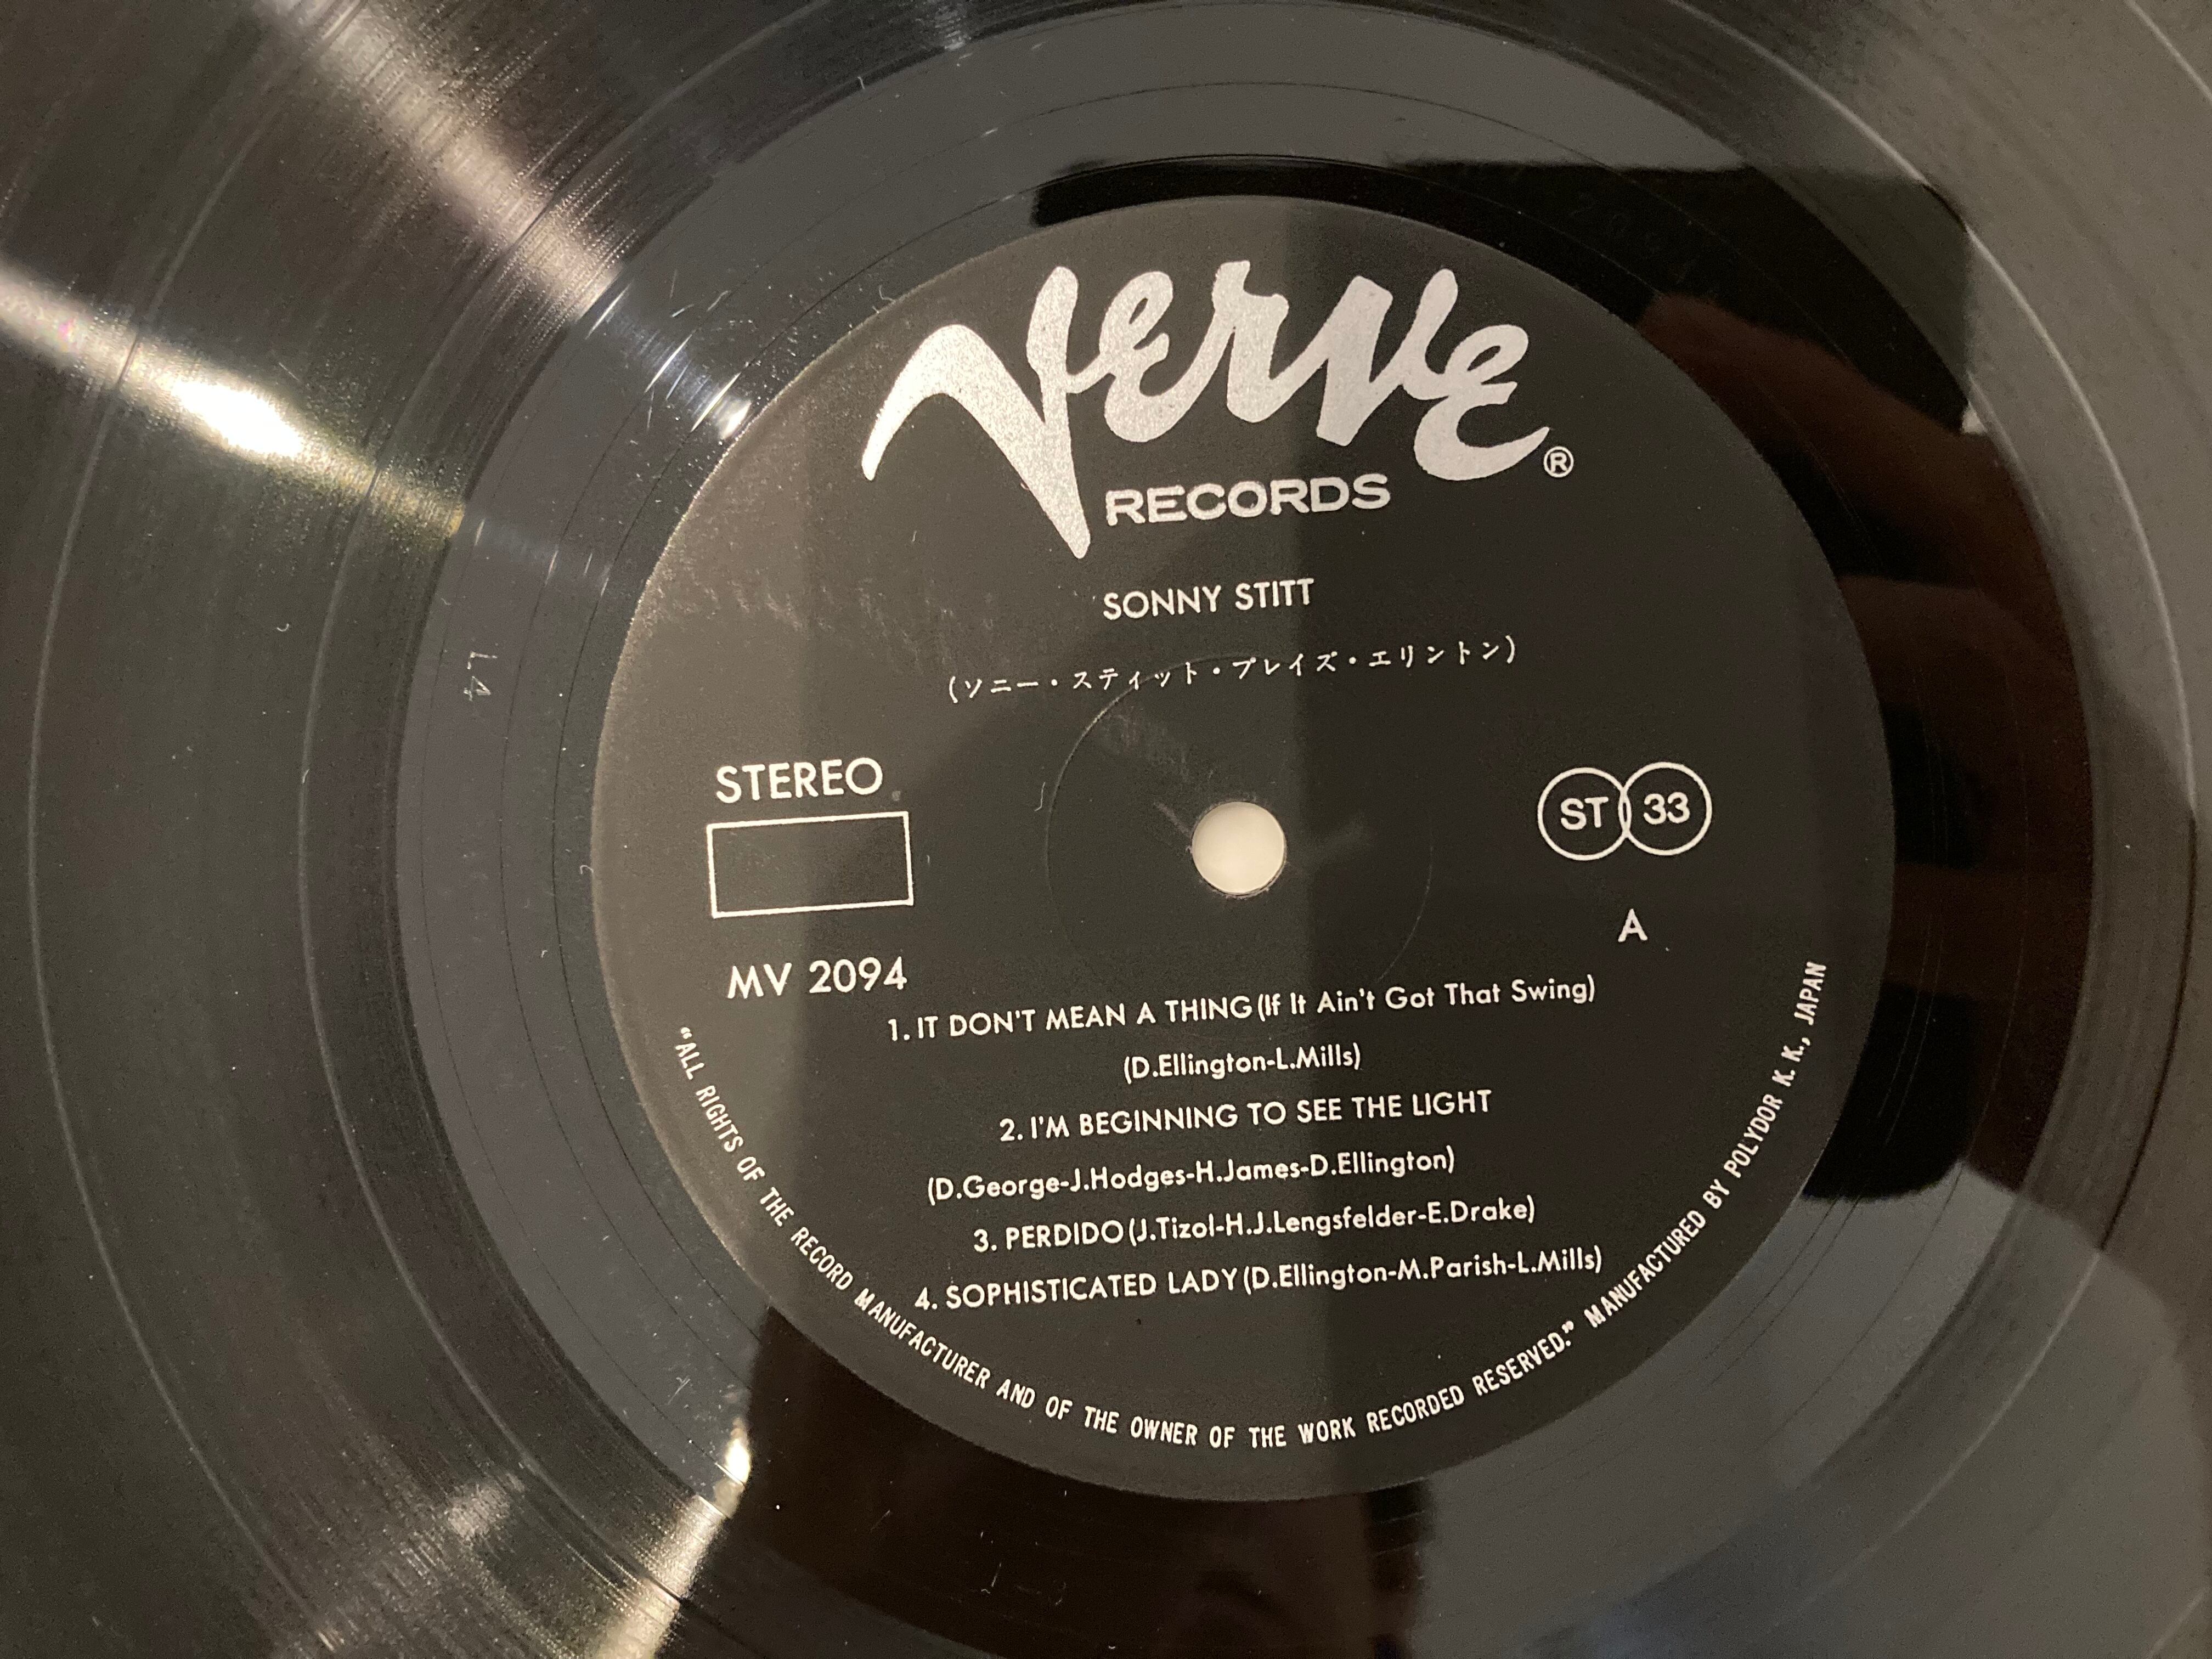 Verve®
RECORDS
SONNY STITT
(ソニー・スティット・プレイズ・エリントン)
STEREO
ST 33
A
MV 2094
1. IT DON'T MEAN A THING (If It Ain't Got That Swing)
(D.Ellington-L.Mills)
2. I'M BEGINNING TO SEE THE LIGHT
(D.George-J.Hodges-H.James-D.Ellington)
3. PERDIDO (J.Tizol-H.J.Lengsfelder-E.Drake)
4. SOPHISTICATED LADY (D.Ellington-M.Parish-L.Mills)
“ALL RIGHTS OF THE RECORD MANUFACTURER AND OF THE OWNER OF THE WORK RECORDED RESERVED.” MANUFACTURED BY POLYDOR K. K., JAPAN
L4